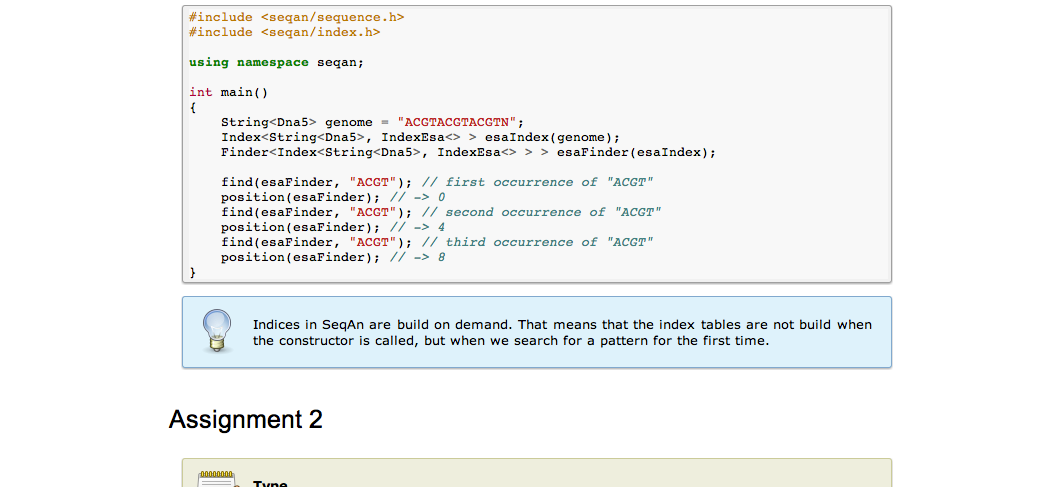 #include <seqan/sequence.h>
#include <seqan/index.h>
using namespace seqan;
int main()
{
String<Dna5> genome = "ACGTACGTACGTN";
Index<String<Dna5>, IndexEsa<> > esaIndex(genome);
Finder<Index<String<Dna5>, IndexEsa<> > > esaFinder(esaIndex);
find(esaFinder, "ACGT"); // first occurrence of "ACGT"
position(esaFinder); // -> 0
find(esaFinder, "ACGT"); // second occurrence of "ACGT"
position(esaFinder); // -> 4
find(esaFinder, "ACGT"); // third occurrence of "ACGT"
position(esaFinder); // -> 8
}
Indices in SeqAn are build on demand. That means that the index tables are not build when
the constructor is called, but when we search for a pattern for the first time.
Assignment 2
Type